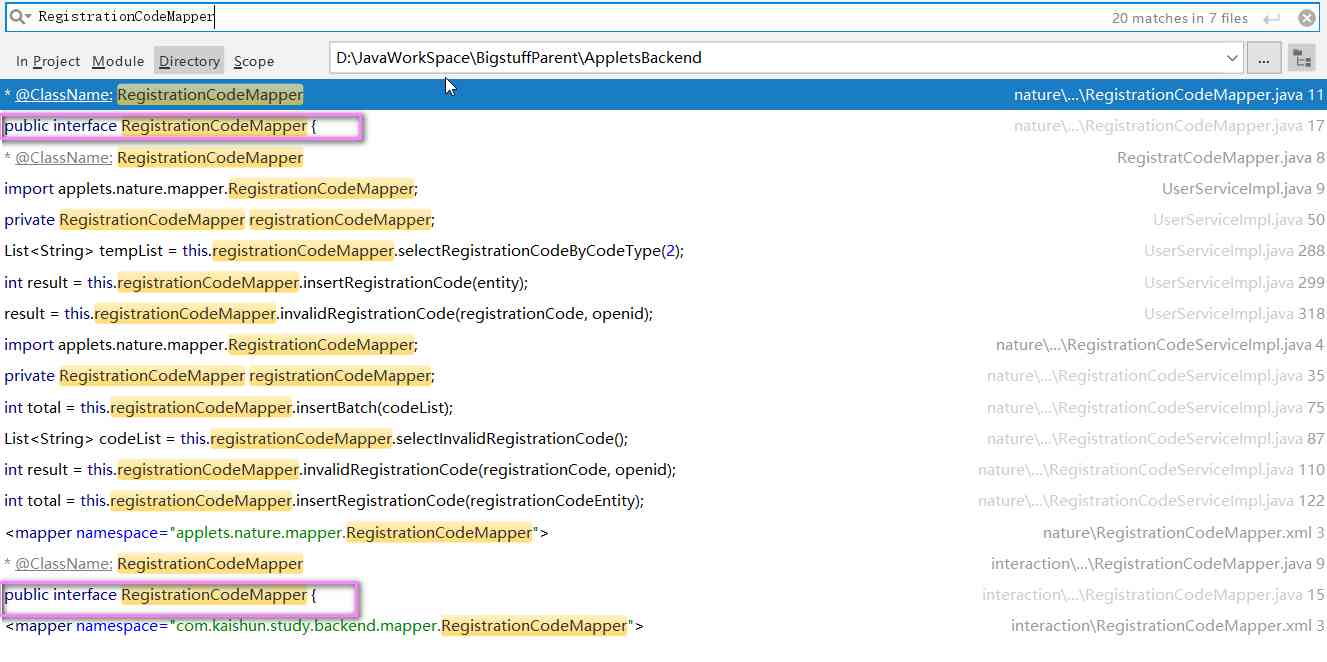 RegistrationCodeMapper 20 matches in 7 files
In Project Module Directory Scope D:\JavaWorkSpace\BigstuffParent\AppletsBackend ...
* @ClassName: RegistrationCodeMapper nature\...\RegistrationCodeMapper.java 11
public interface RegistrationCodeMapper { nature\...\RegistrationCodeMapper.java 17
* @ClassName: RegistrationCodeMapper RegistratCodeMapper.java 8
import applets.nature.mapper.RegistrationCodeMapper; UserServiceImpl.java 9
private RegistrationCodeMapper registrationCodeMapper; UserServiceImpl.java 50
List<String> tempList = this.registrationCodeMapper.selectRegistrationCodeByCodeType(2); UserServiceImpl.java 288
int result = this.registrationCodeMapper.insertRegistrationCode(entity); UserServiceImpl.java 299
result = this.registrationCodeMapper.invalidRegistrationCode(registrationCode, openid); UserServiceImpl.java 318
import applets.nature.mapper.RegistrationCodeMapper; nature\...\RegistrationCodeServiceImpl.java 4
private RegistrationCodeMapper registrationCodeMapper; nature\...\RegistrationCodeServiceImpl.java 35
int total = this.registrationCodeMapper.insertBatch(codeList); nature\...\RegistrationCodeServiceImpl.java 75
List<String> codeList = this.registrationCodeMapper.selectInvalidRegistrationCode(); nature\...\RegistrationCodeServiceImpl.java 87
int result = this.registrationCodeMapper.invalidRegistrationCode(registrationCode, openid); nature\...\RegistrationCodeServiceImpl.java 110
int total = this.registrationCodeMapper.insertRegistrationCode(registrationCodeEntity); nature\...\RegistrationCodeServiceImpl.java 122
<mapper namespace="applets.nature.mapper.RegistrationCodeMapper"> nature\RegistrationCodeMapper.xml 3
* @ClassName: RegistrationCodeMapper interaction\...\RegistrationCodeMapper.java 9
public interface RegistrationCodeMapper { interaction\...\RegistrationCodeMapper.java 15
<mapper namespace="com.kaishun.study.backend.mapper.RegistrationCodeMapper"> interaction\RegistrationCodeMapper.xml 3